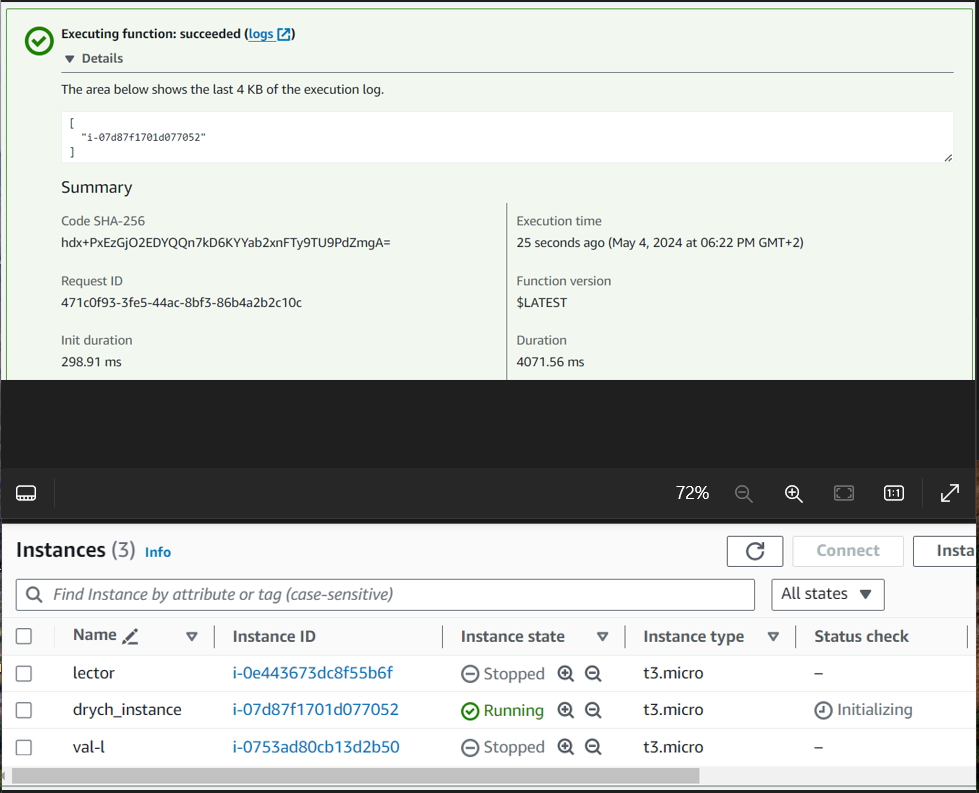 Executing function: succeeded (logs)
Details
The area below shows the last 4 KB of the execution log.
[
"i-07d87f1701d077052"
]
Summary
Code SHA-256
hdx+PxEzGjO2EDYQQn7kD6KYYab2xnFTy9TU9PdZmgA=
Execution time
25 seconds ago (May 4, 2024 at 06:22 PM GMT+2)
Request ID
471c0f93-3fe5-44ac-8bf3-86b4a2b2c10c
Function version
$LATEST
Init duration
298.91 ms
Duration
4071.56 ms
72% 1:1
Instances (3) Info Connect Insta
Find Instance by attribute or tag (case-sensitive) All states
Name Instance ID Instance state Instance type Status check
lector i-0e443673dc8f55b6f Stopped t3.micro –
drych_instance i-07d87f1701d077052 Running t3.micro Initializing
val-l i-0753ad80cb13d2b50 Stopped t3.micro –